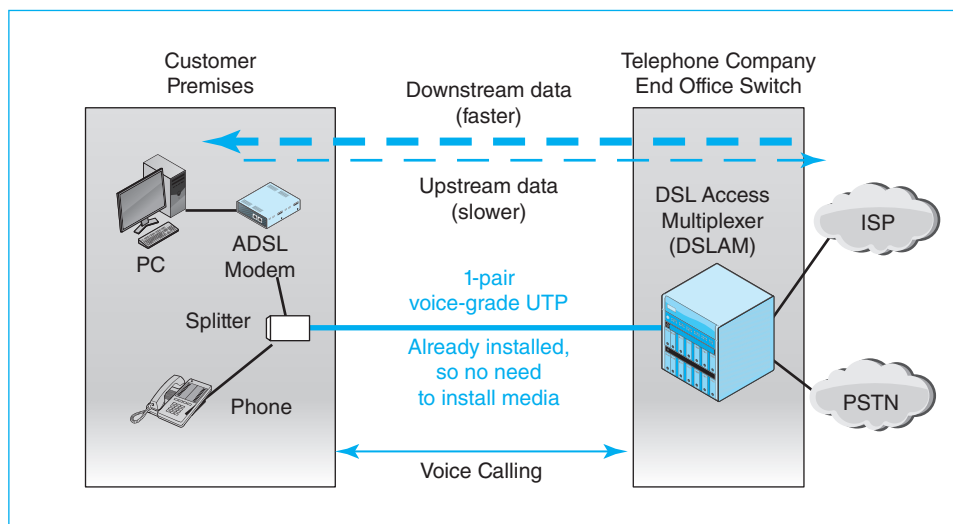 Customer
Premises
Telephone Company
End Office Switch
Downstream data
(faster)
Upstream data
(slower)
DSL Access
Multiplexer
(DSLAM)
ISP
PC
ADSL
Modem
1-pair
voice-grade UTP
Splitter
Already installed,
so no need
to install media
Phone
PSTN
Voice Calling